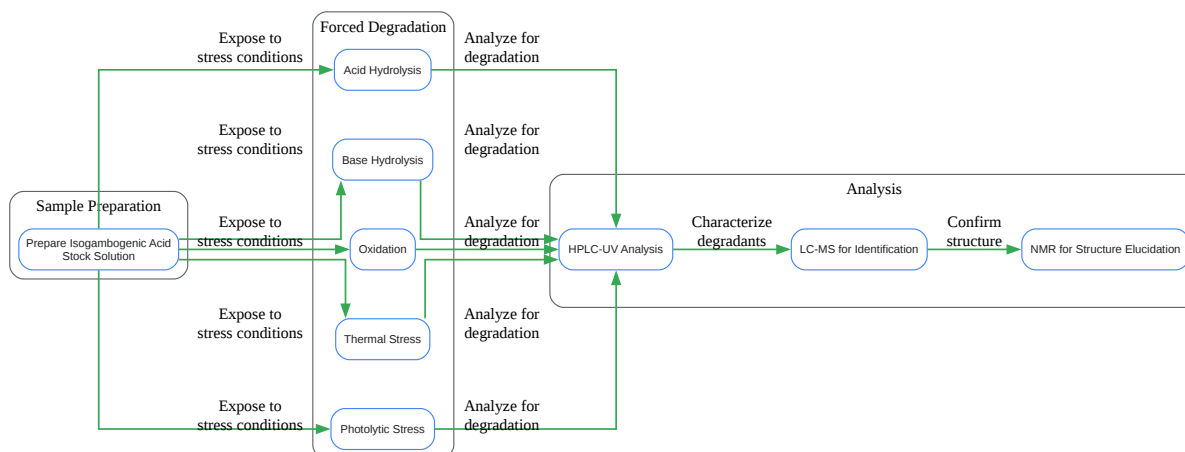 Forced Degradation
Expose to
stress conditions
Acid Hydrolysis
Analyze for
degradation
Expose to
stress conditions
Base Hydrolysis
Analyze for
degradation
Sample Preparation
Prepare Isogambogenic Acid
Stock Solution
Expose to
stress conditions
Oxidation
Analyze for
degradation
Analysis
HPLC-UV Analysis
Characterize
degradants
LC-MS for Identification
Confirm
structure
NMR for Structure Elucidation
Expose to
stress conditions
Thermal Stress
Analyze for
degradation
Expose to
stress conditions
Photolytic Stress
Analyze for
degradation